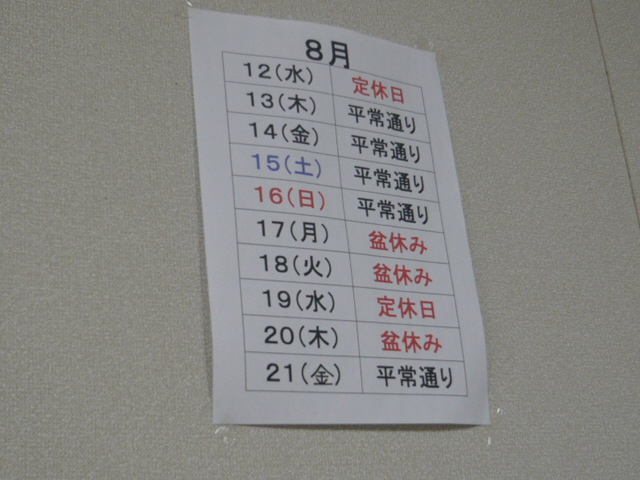 8月
12(水) 定休日
13(木) 平常通り
14(金) 平常通り
15(土) 平常通り
16(日) 平常通り
17(月) 盆休み
18(火) 盆休み
19(水) 定休日
20(木) 盆休み
21(金) 平常通り